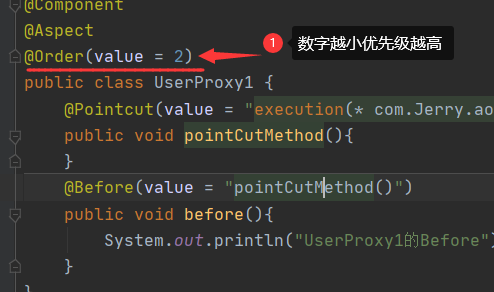 @Component
@Aspect
@Order(value = 2)
1 数字越小优先级越高
public class UserProxy1 {
@Pointcut(value = "execution(* com.Jerry.ao
public void pointCutMethod(){
}
@Before(value = "pointCutMethod()")
public void before(){
System.out.println("UserProxy1的Before")
}
}